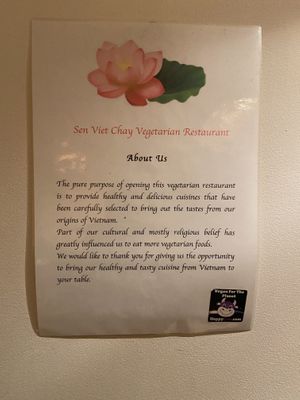 Sen Viet Chay Vegetarian Restaurant
About Us
The pure purpose of opening this vegetarian restaurant
is to provide healthy and delicious cuisines that have
been carefully selected to bring out the tastes from our
origins of Vietnam.
Part of our cultural and mostly religious belief has
greatly influenced us to eat more vegetarian foods.
We would like to thank you for giving us the opportunity
to bring our healthy and tasty cuisine from Vietnam to
your table.
Vegan For The
Planet
Happy